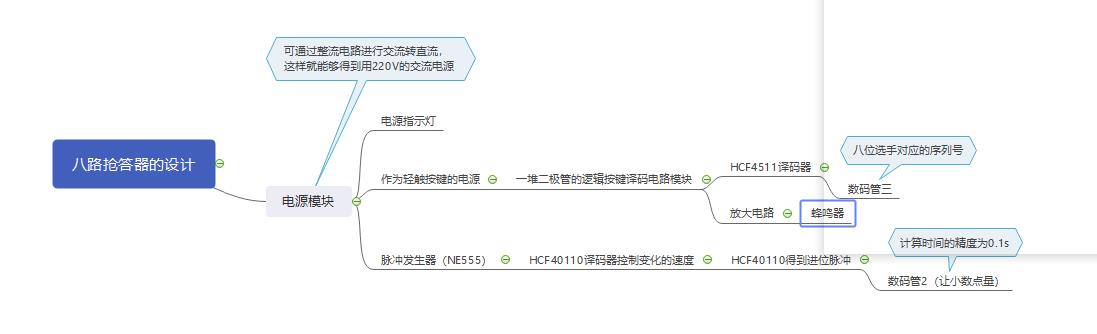 可通过整流电路进行交流转直流，
这样就能够得到用220V的交流电源
电源指示灯
八路抢答器的设计
八位选手对应的序列号
HCF4511译码器
作为轻触按键的电源
一堆二极管的逻辑按键译码电路模块
数码管三
电源模块
放大电路
蜂鸣器
计算时间的精度为0.1s
脉冲发生器（NE555）
HCF40110译码器控制变化的速度
HCF40110得到进位脉冲
数码管2（让小数点量）